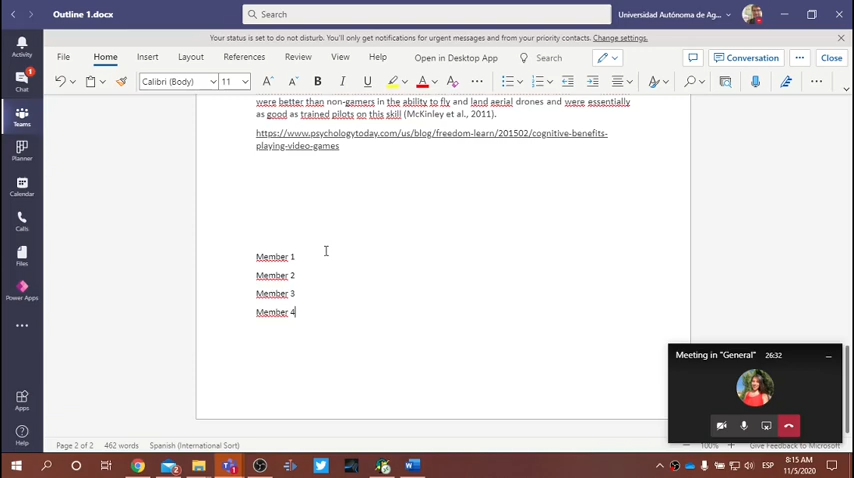 Outline 1.docx
Search
Universidad Autónoma de Ag...
Your status is set to do not disturb. You'll only get notifications for urgent messages and from your priority contacts. Change settings.
File Home Insert Layout References Review View Help Open in Desktop App Search
Conversation
Close
Calibri (Body) 11
Activity
Chat
1
Teams
Planner
Calendar
Calls
Files
Power Apps
Apps
Help
were better than non-gamers in the ability to fly and land aerial drones and were essentially
as good as trained pilots on this skill (McKinley et al., 2011).
https://www.psychologytoday.com/us/blog/freedom-learn/201502/cognitive-benefits-
playing-video-games
Member 1
Member 2
Member 3
Member 4
Meeting in "General" 26:32
Page 2 of 2 462 words Spanish (International Sort)
100% Give Feedback to Microsoft
ESP
8:15 AM
11/5/2020